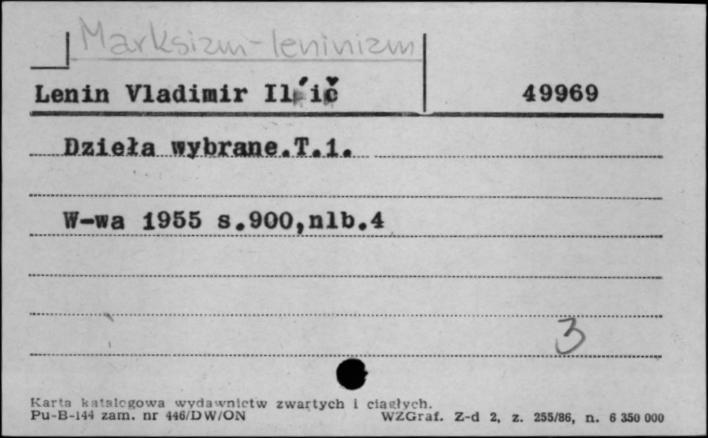 Marksizm-leninizm
Lenin Vladimir Il'ič 49969
Dzieła wybrane.T.1.
W-wa 1955 s.900,nlb.4
3
Karta katalogowa wydawnictw zwartych i ciągłych.
Pu-B-144 zam. nr 446/DW/ON WZGraf. Z-d 2, z. 255/86, n. 6 350 000